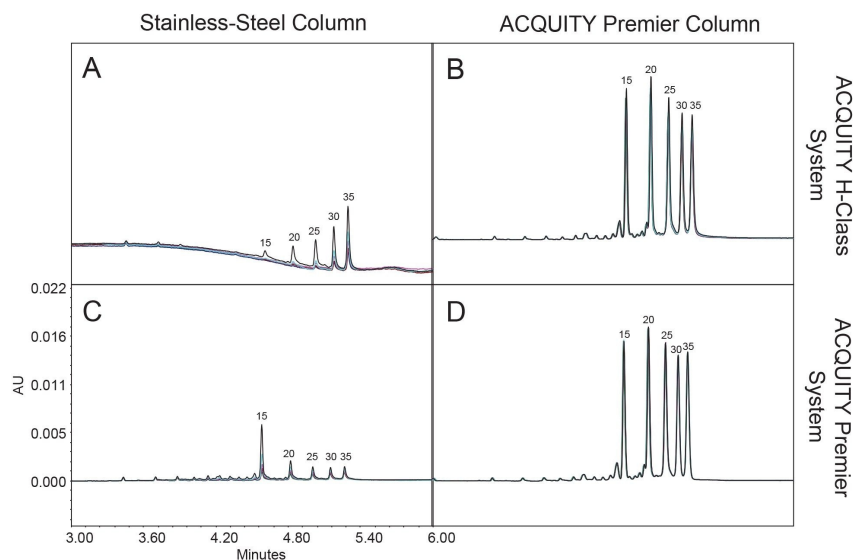 Stainless-Steel Column
ACQUITY Premier Column
A
15
20
25
30
35
B
15
20
25
30
35
ACQUITY H-Class
System
C
15
20
25
30
35
D
15
20
25
30
35
ACQUITY Premier
System
0.022
0.016
0.011
0.005
0.000
AU
3.00
3.60
4.20
4.80
5.40
6.00
Minutes